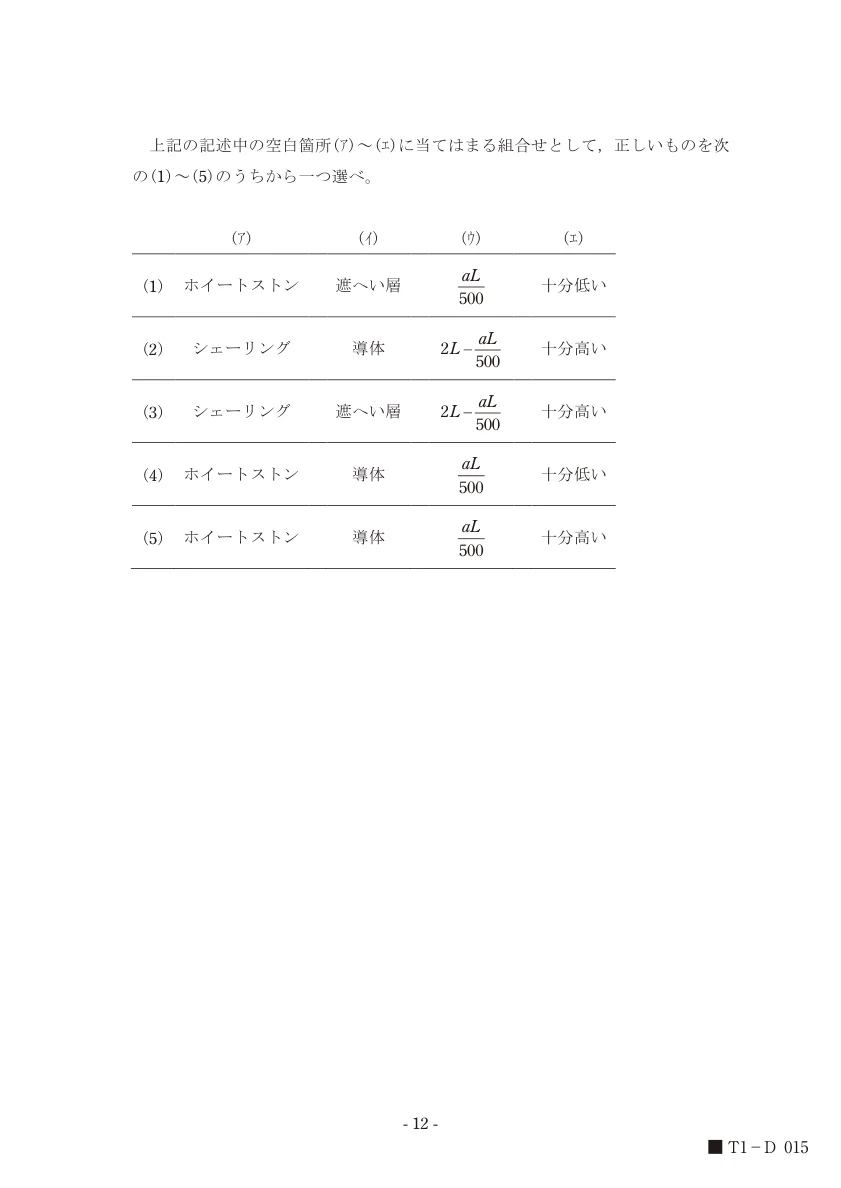 上記の記述中の空白箇所(ｱ)～(ｴ)に当てはまる組合せとして，正しいものを次
の(1)～(5)のうちから一つ選べ。
(ｱ) (ｲ) (ｳ) (ｴ)
(1) ホイートストン 遮へい層 aL/500 十分低い
(2) シェーリング 導体 2L－aL/500 十分高い
(3) シェーリング 遮へい層 2L－aL/500 十分高い
(4) ホイートストン 導体 aL/500 十分低い
(5) ホイートストン 導体 aL/500 十分高い
- 12 -
■ T1－D 015